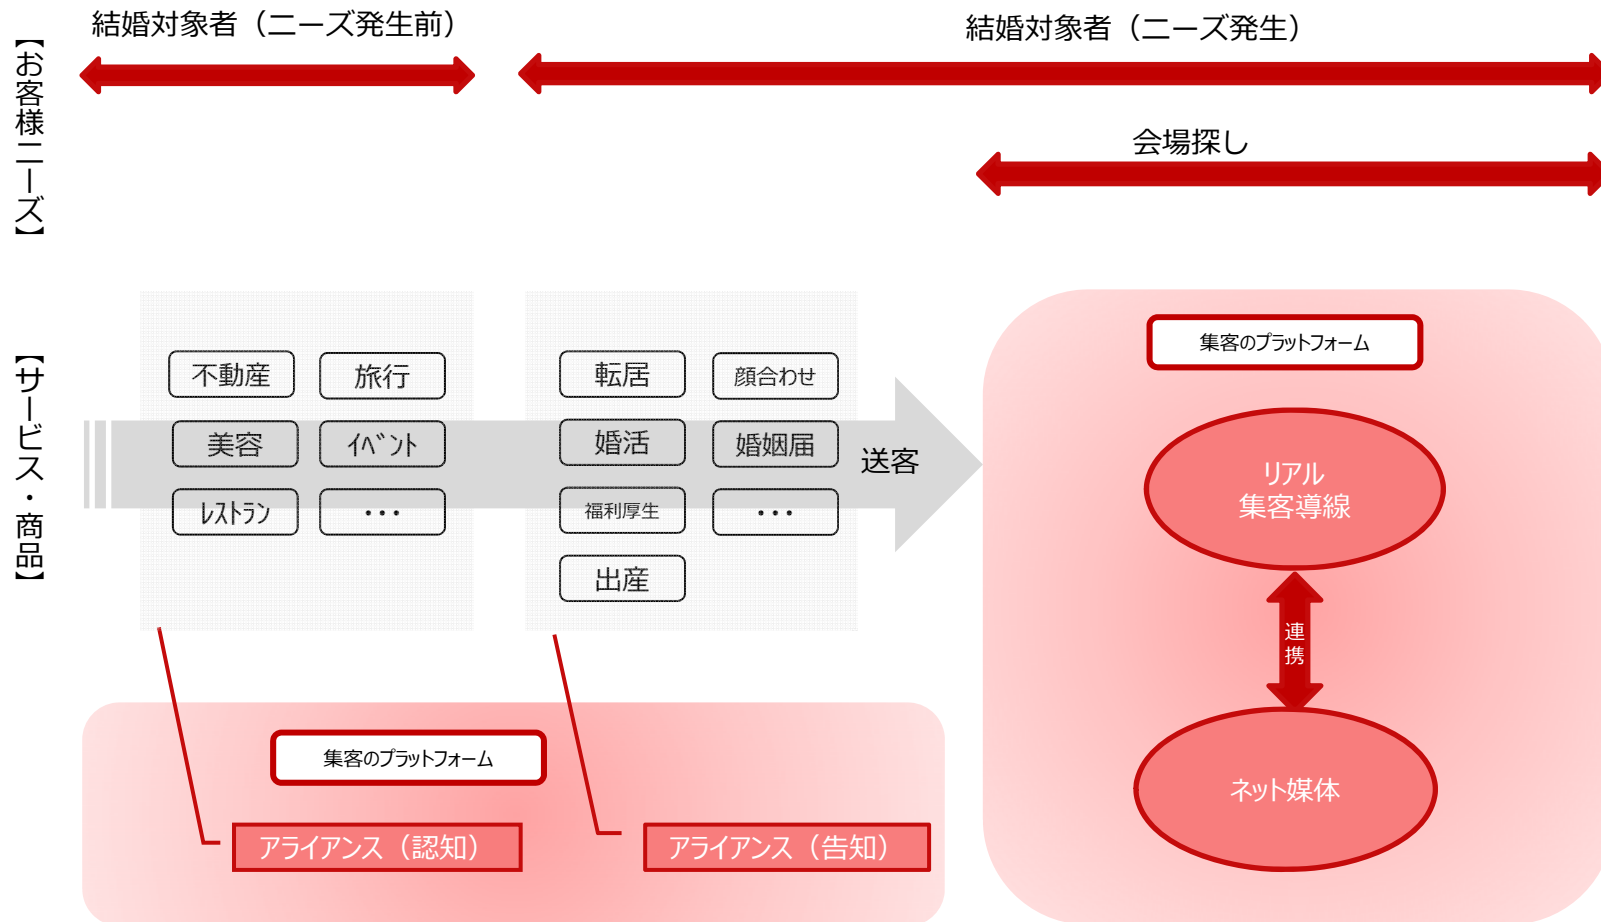 【お客様ニーズ】
結婚対象者（ニーズ発生前）
結婚対象者（ニーズ発生）
会場探し
【サービス・商品】
不動産
旅行
美容
ｲﾍﾞﾝﾄ
ﾚｽﾄﾗﾝ
・・・
転居
顔合わせ
婚活
婚姻届
福利厚生
・・・
出産
送客
集客のプラットフォーム
リアル
集客導線
連携
ネット媒体
集客のプラットフォーム
アライアンス（認知）
アライアンス（告知）